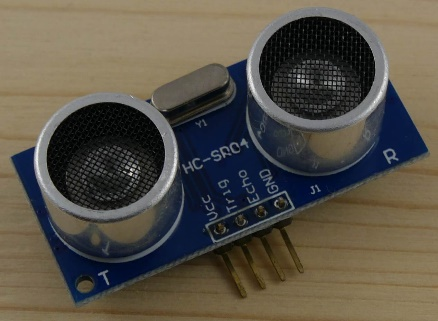 Y1
HC-SR04
R
J1
Vcc
Trig
Echo
GND
T